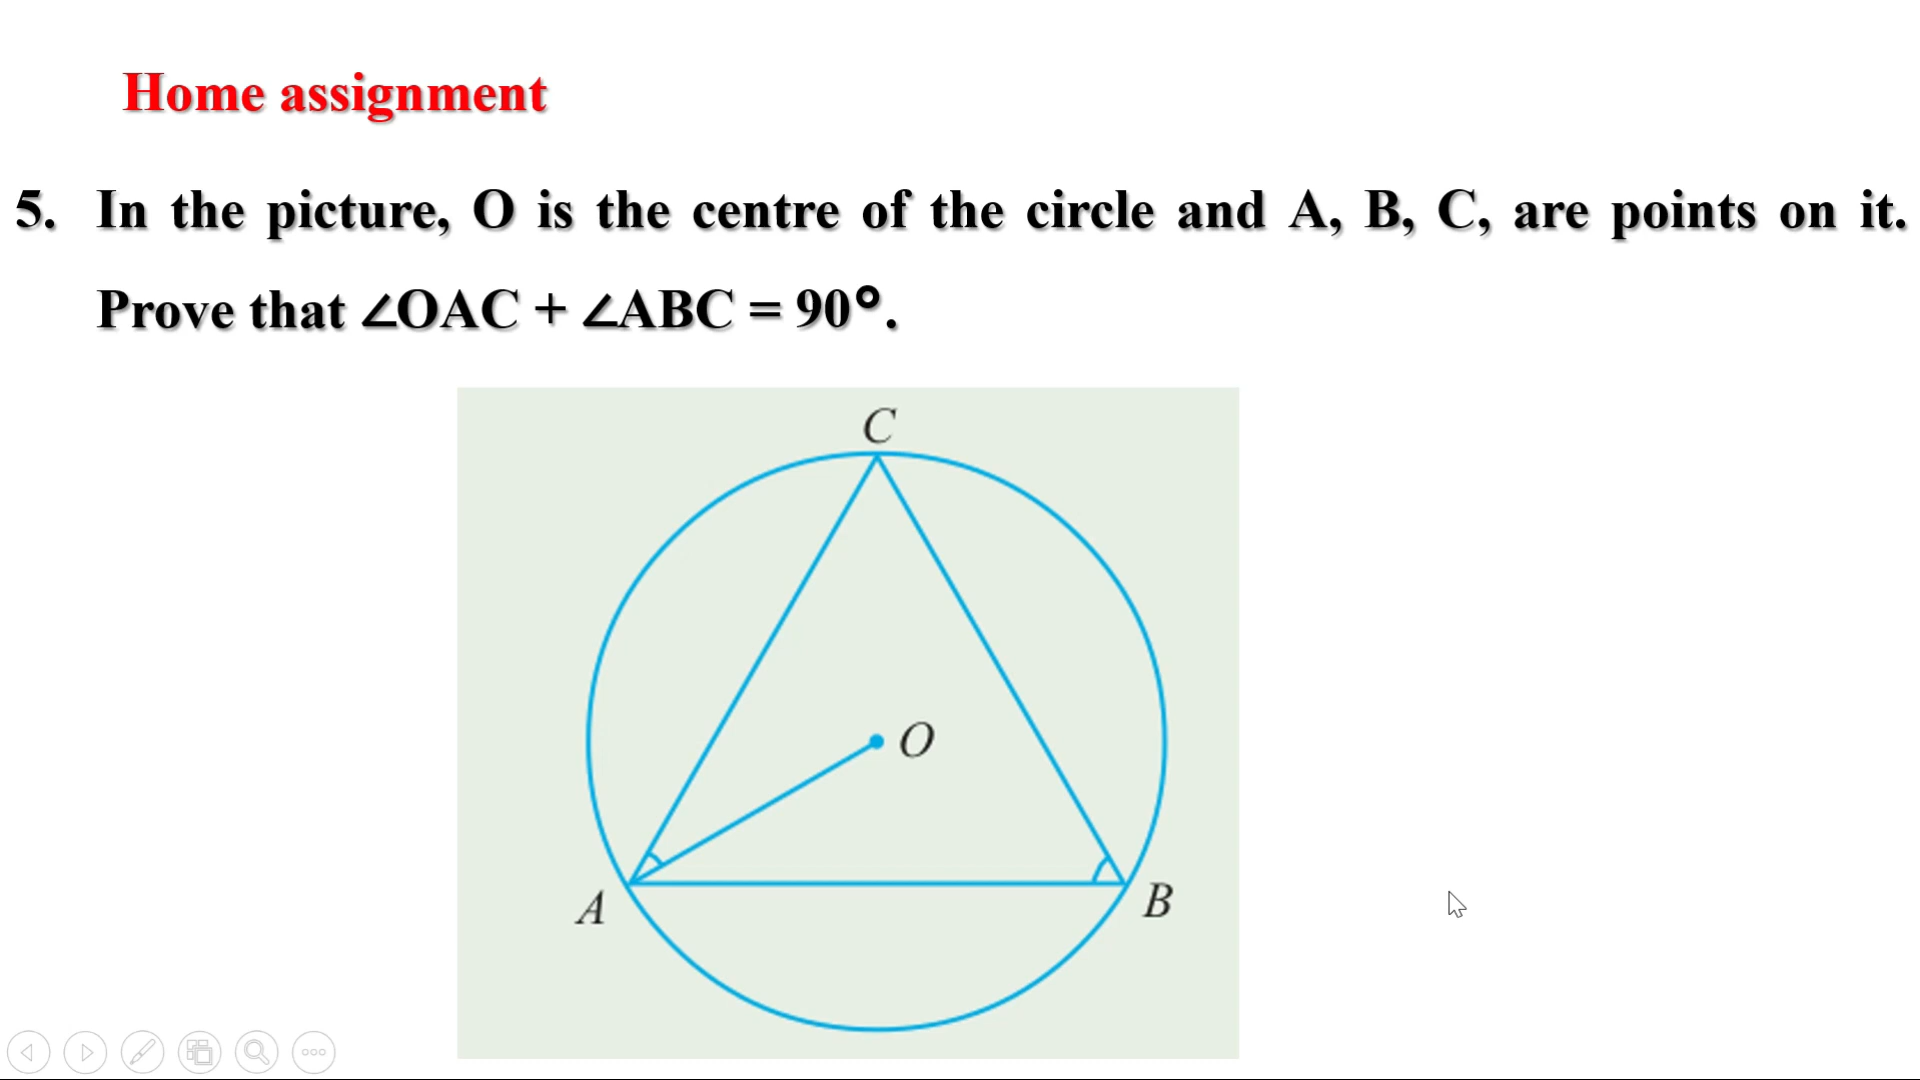 Home assignment
5. In the picture, O is the centre of the circle and A, B, C, are points on it.
Prove that ∠OAC + ∠ABC = 90°.
C
O
A
B